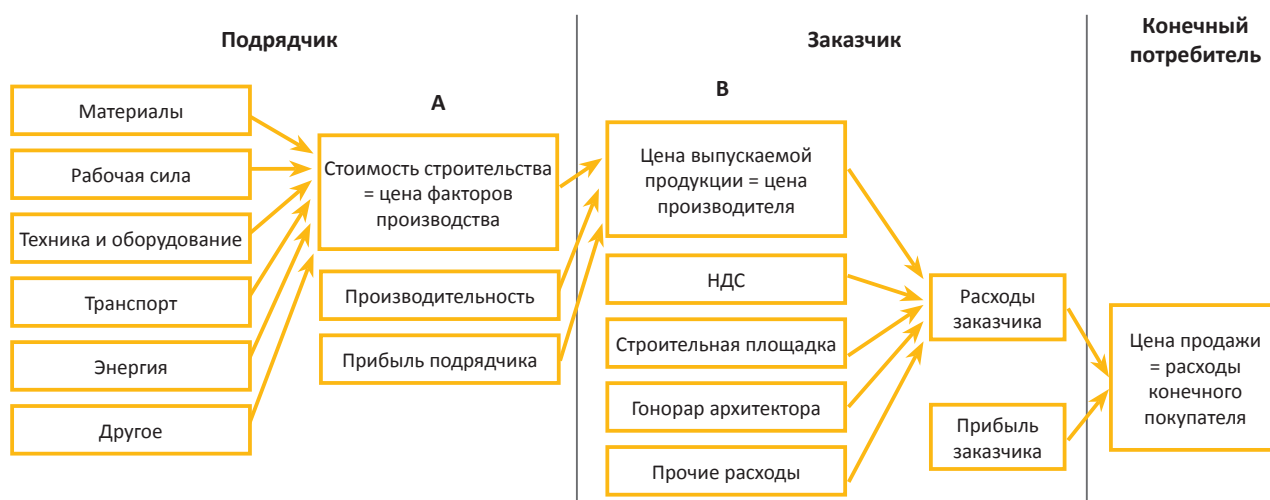 Подрядчик
Заказчик
Конечный
потребитель
A
B
Материалы
Рабочая сила
Техника и оборудование
Транспорт
Энергия
Другое
Стоимость строительства
= цена факторов
производства
Производительность
Прибыль подрядчика
Цена выпускаемой
продукции = цена
производителя
НДС
Строительная площадка
Гонорар архитектора
Прочие расходы
Расходы
заказчика
Прибыль
заказчика
Цена продажи
= расходы
конечного
покупателя